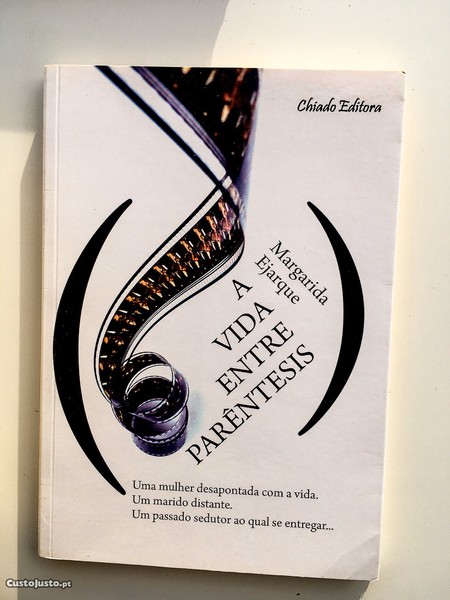 Chiado Editora
Margarida
Ejarque
A
VIDA
ENTRE
PARÊNTESIS
Uma mulher desapontada com a vida.
Um marido distante.
Um passado sedutor ao qual se entregar...
CustoJusto.pt